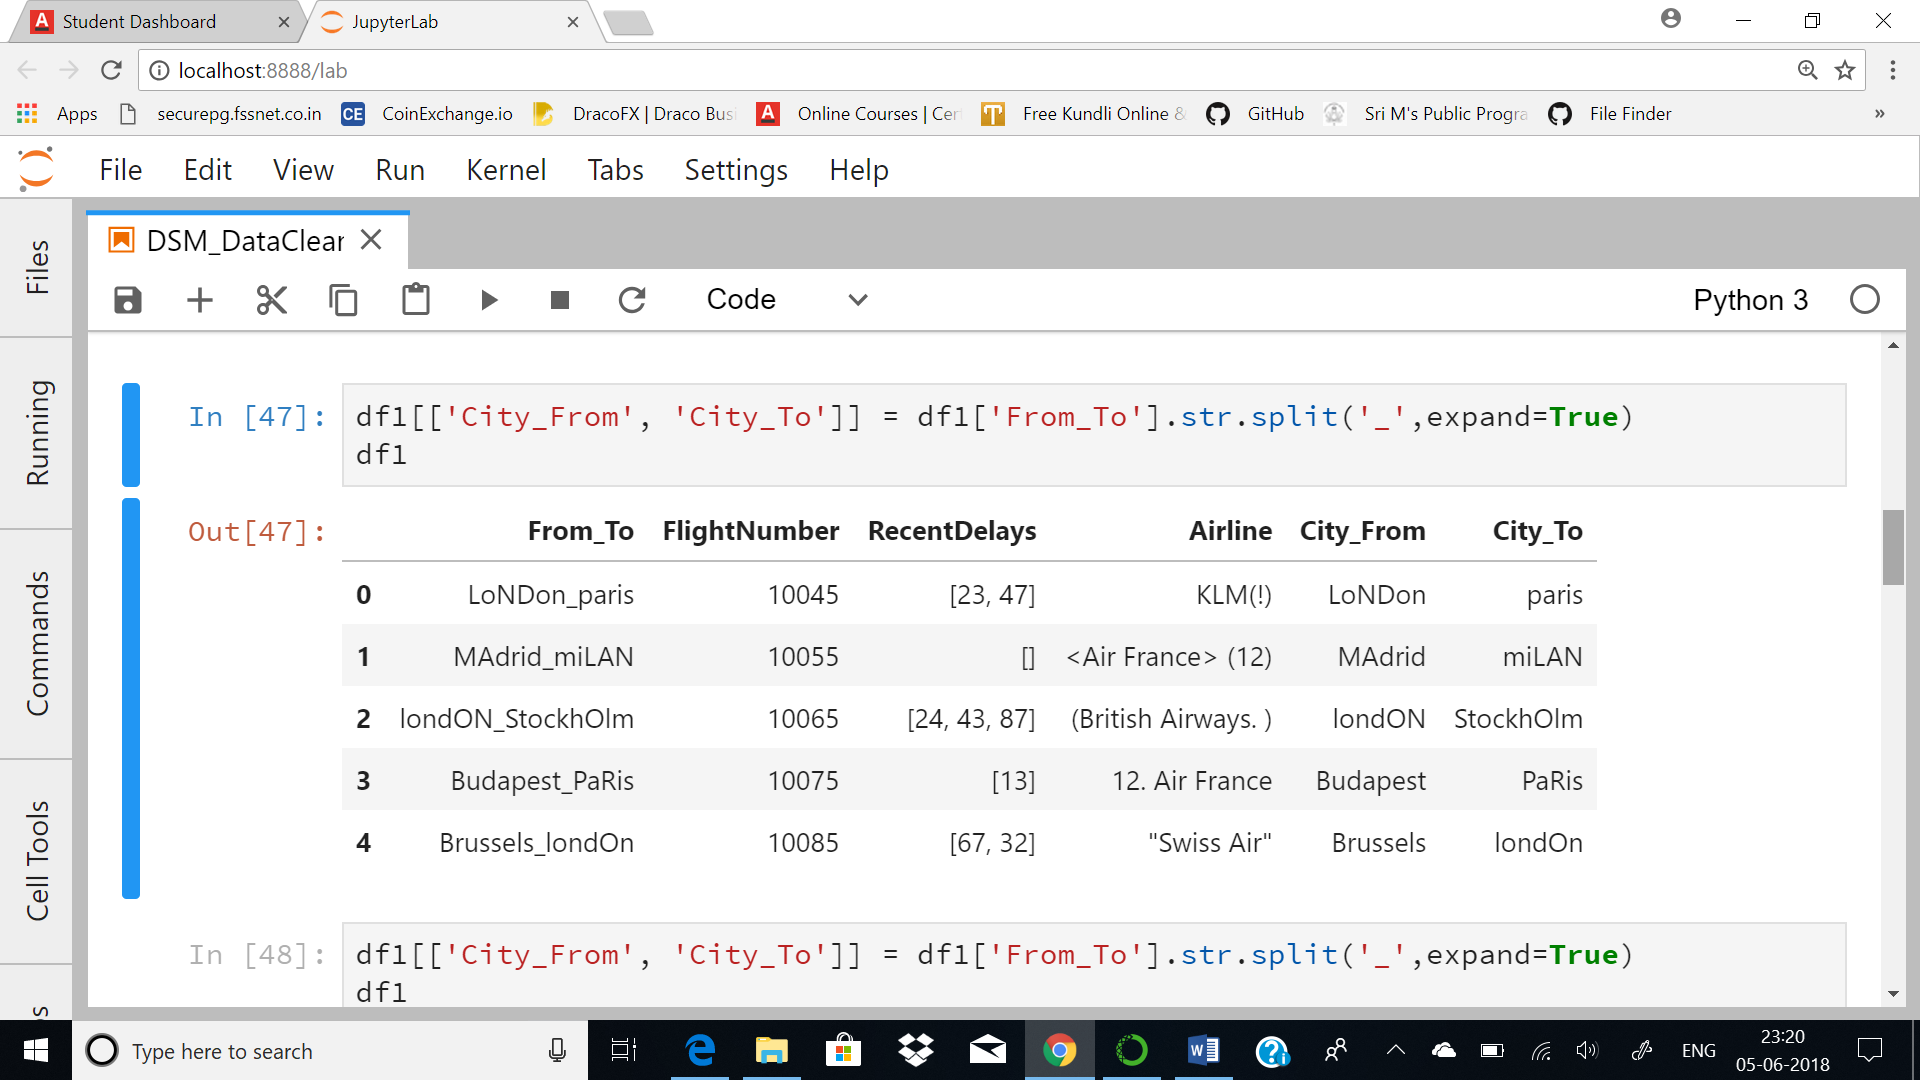 Student Dashboard JupyterLab
localhost:8888/lab
Apps securepg.fssnet.co.in CE CoinExchange.io DracoFX | Draco Busi A Online Courses | Cer T Free Kundli Online & GitHub Sri M's Public Progra File Finder »
File Edit View Run Kernel Tabs Settings Help
DSM_DataClear
Code Python 3
Files
Running
Commands
Cell Tools
In [47]: df1[['City_From', 'City_To']] = df1['From_To'].str.split('_',expand=True)
df1
Out[47]: From_To FlightNumber RecentDelays Airline City_From City_To
0 LoNDon_paris 10045 [23, 47] KLM(!) LoNDon paris
1 MAdrid_miLAN 10055 [] <Air France> (12) MAdrid miLAN
2 londON_StockhOlm 10065 [24, 43, 87] (British Airways. ) londON StockhOlm
3 Budapest_PaRis 10075 [13] 12. Air France Budapest PaRis
4 Brussels_londOn 10085 [67, 32] "Swiss Air" Brussels londOn
In [48]: df1[['City_From', 'City_To']] = df1['From_To'].str.split('_',expand=True)
df1
Type here to search ENG 23:20
05-06-2018